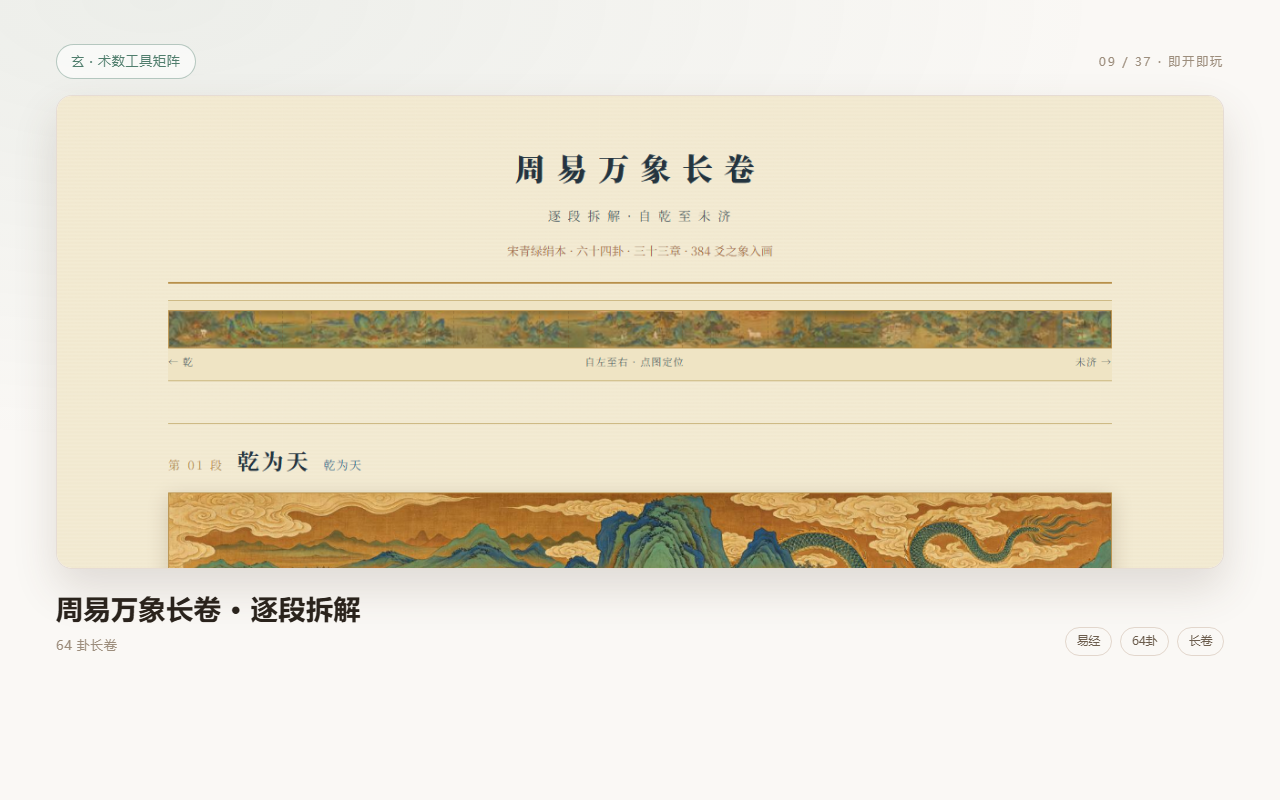 玄 · 术数工具矩阵
09 / 37 · 即开即玩
周易万象长卷
逐段拆解 · 自乾至未济
宋青绿绢本 · 六十四卦 · 三十三章 · 384 爻之象入画
← 乾
自左至右 · 点图定位
未济 →
第 01 段 乾为天 乾为天
周易万象长卷 · 逐段拆解
64 卦长卷
易经
64卦
长卷